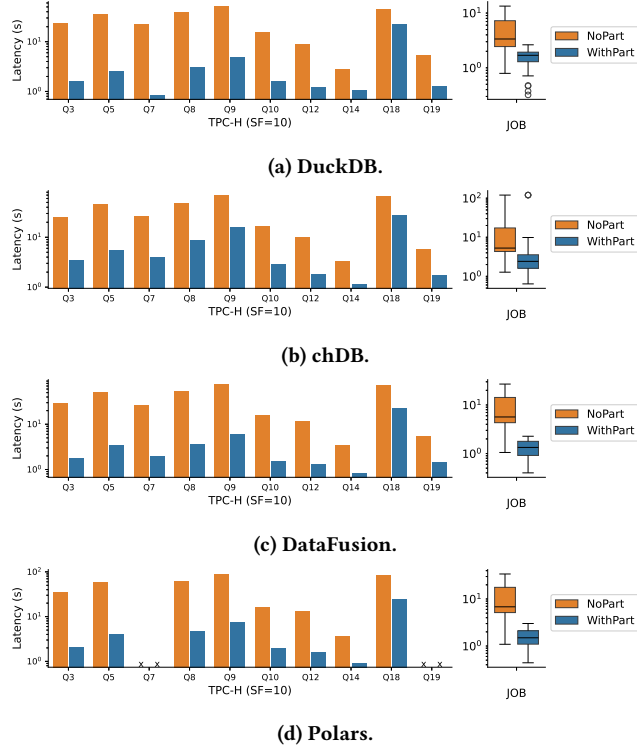 Latency (s)
10¹
10⁰
Q3 Q5 Q7 Q8 Q9 Q10 Q12 Q14 Q18 Q19
TPC-H (SF=10)
10¹
10⁰
JOB
NoPart
WithPart
(a) DuckDB.
Latency (s)
10¹
10⁰
Q3 Q5 Q7 Q8 Q9 Q10 Q12 Q14 Q18 Q19
TPC-H (SF=10)
10²
10¹
10⁰
JOB
NoPart
WithPart
(b) chDB.
Latency (s)
10¹
10⁰
Q3 Q5 Q7 Q8 Q9 Q10 Q12 Q14 Q18 Q19
TPC-H (SF=10)
10¹
10⁰
JOB
NoPart
WithPart
(c) DataFusion.
Latency (s)
10²
10¹
10⁰
x x x x
Q3 Q5 Q7 Q8 Q9 Q10 Q12 Q14 Q18 Q19
TPC-H (SF=10)
10¹
10⁰
JOB
NoPart
WithPart
(d) Polars.